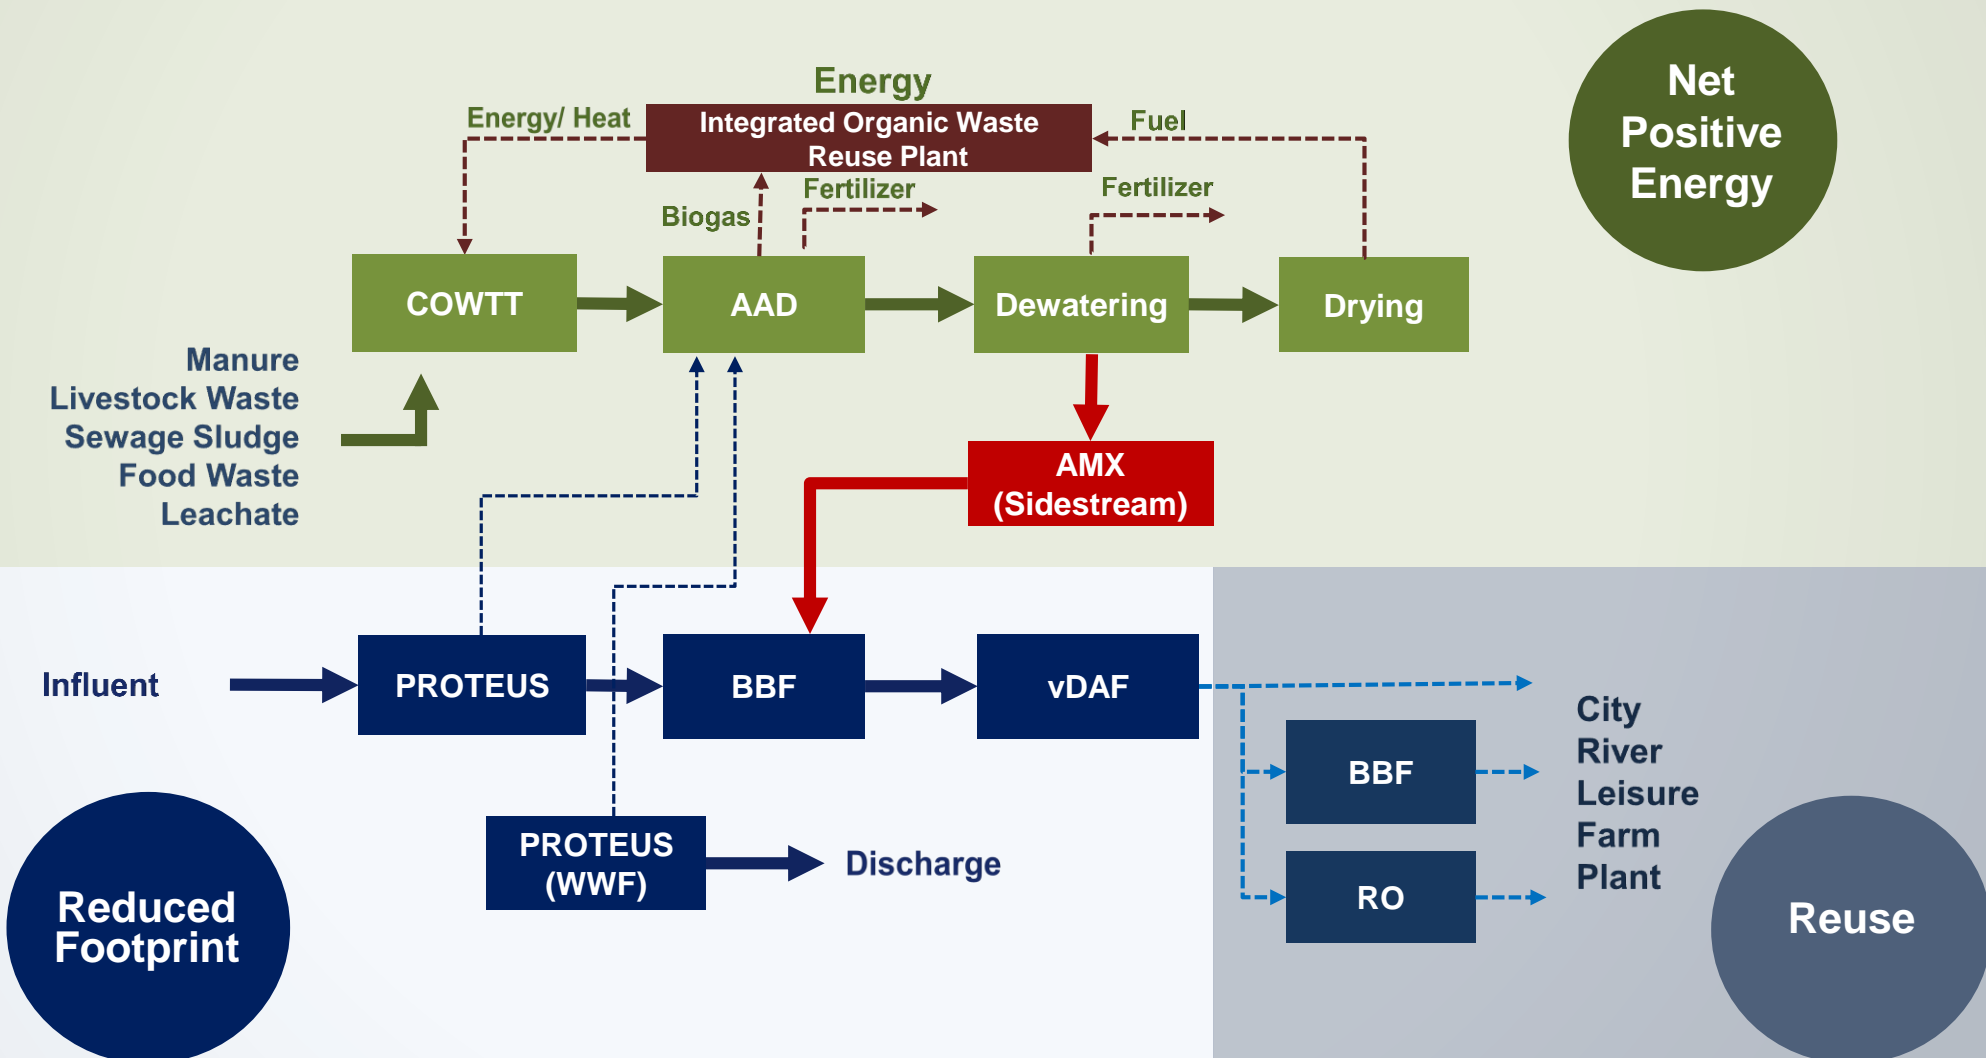 Net
Positive
Energy
Energy
Energy/ Heat
Integrated Organic Waste
Reuse Plant
Fuel
Biogas
Fertilizer
Fertilizer
COWTT
AAD
Dewatering
Drying
Manure
Livestock Waste
Sewage Sludge
Food Waste
Leachate
AMX
(Sidestream)
Influent
PROTEUS
BBF
vDAF
BBF
RO
City
River
Leisure
Farm
Plant
PROTEUS
(WWF)
Discharge
Reduced
Footprint
Reuse